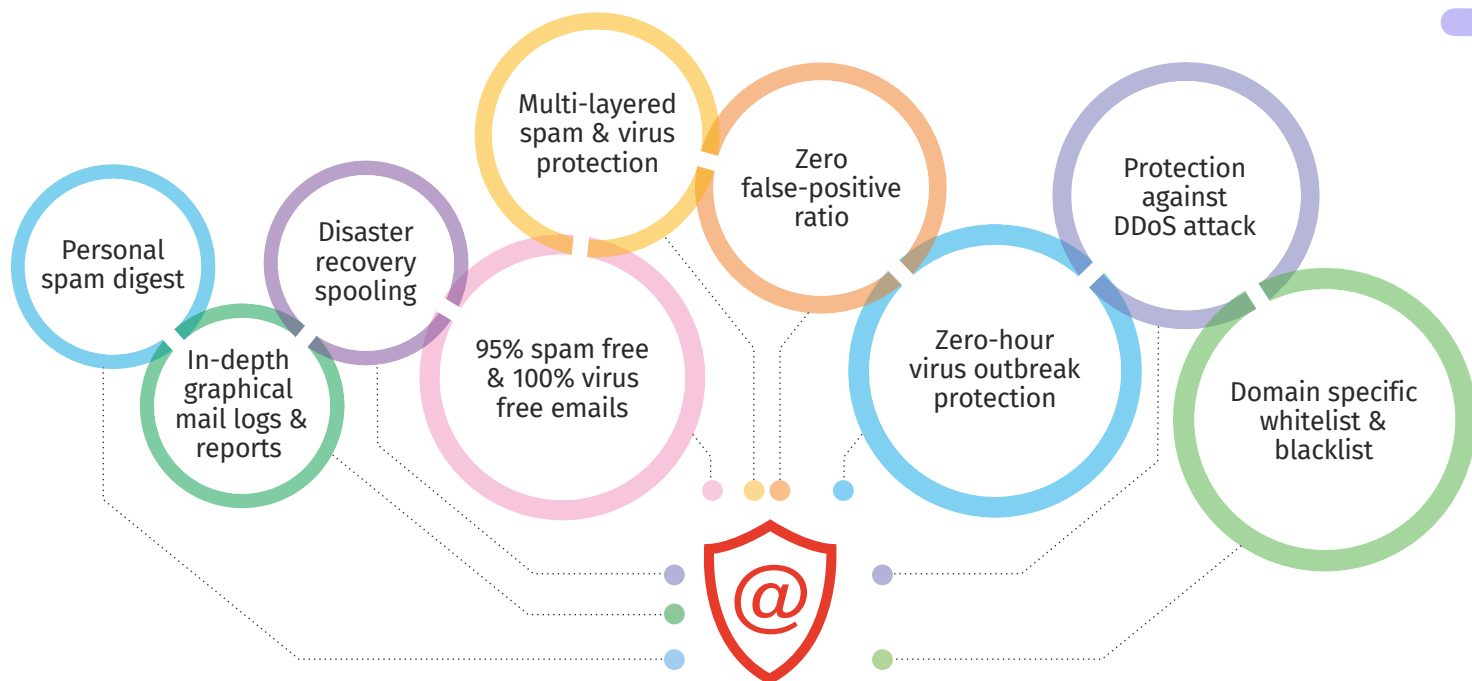 Personal
spam digest
In-depth
graphical
mail logs &
reports
Disaster
recovery
spooling
95% spam free
& 100% virus
free emails
Multi-layered
spam & virus
protection
Zero
false-positive
ratio
Zero-hour
virus outbreak
protection
Protection
against
DDoS attack
Domain specific
whitelist &
blacklist
@